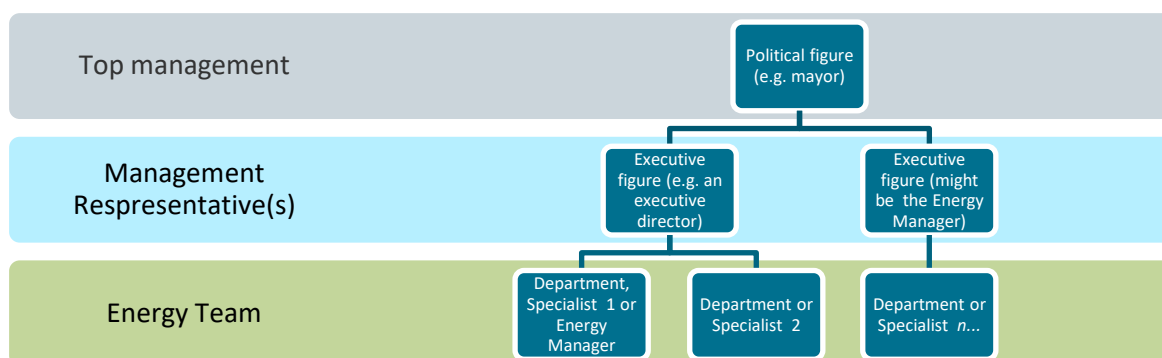 Top management
Political figure
(e.g. mayor)
Management
Respresentative(s)
Executive
figure (e.g. an
executive
director)
Executive
figure (might
be the Energy
Manager)
Energy Team
Department,
Specialist 1 or
Energy
Manager
Department or
Specialist 2
Department or
Specialist n...